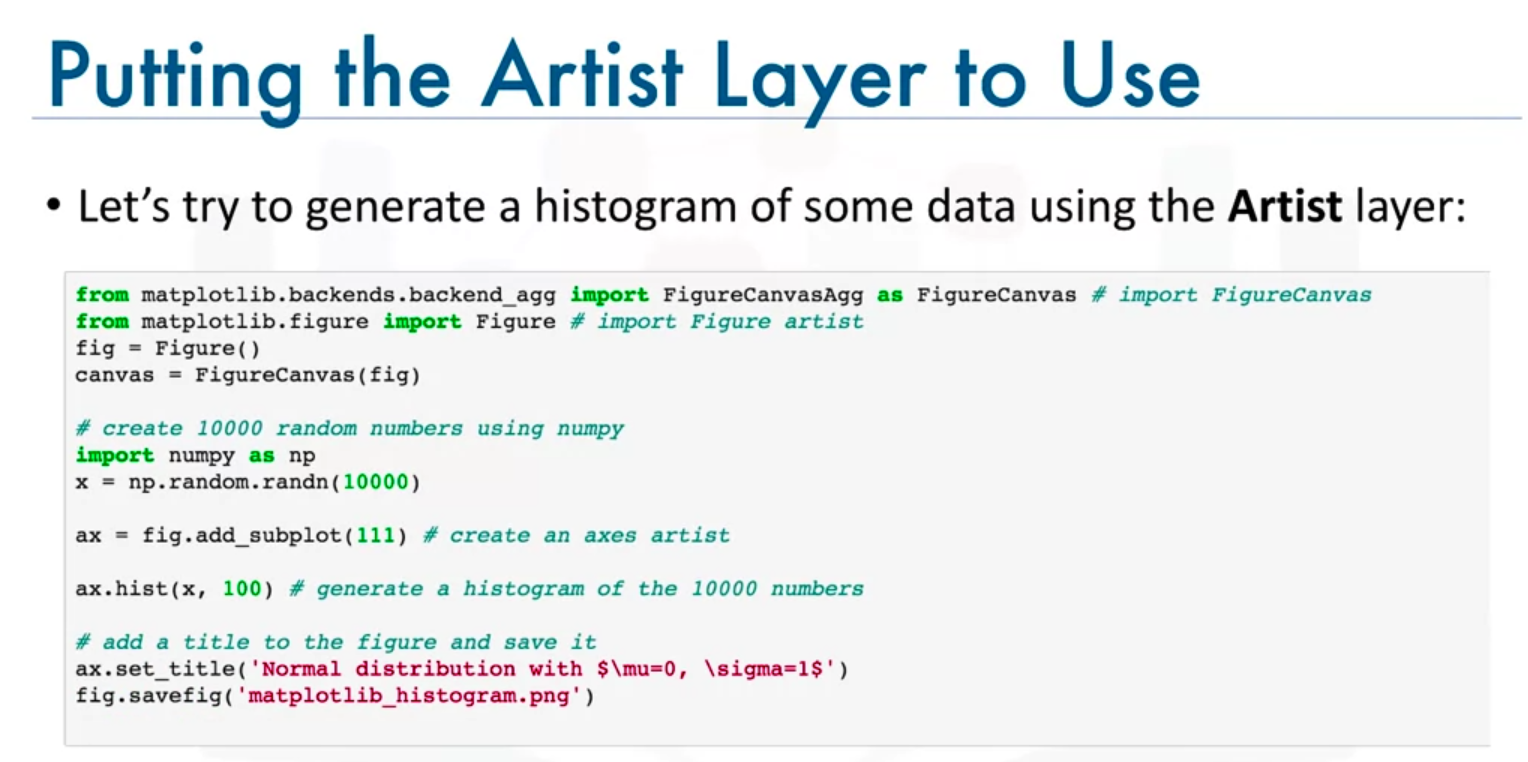 Putting the Artist Layer to Use
• Let’s try to generate a histogram of some data using the Artist layer:
from matplotlib.backends.backend_agg import FigureCanvasAgg as FigureCanvas # import FigureCanvas
from matplotlib.figure import Figure # import Figure artist
fig = Figure()
canvas = FigureCanvas(fig)
# create 10000 random numbers using numpy
import numpy as np
x = np.random.randn(10000)
ax = fig.add_subplot(111) # create an axes artist
ax.hist(x, 100) # generate a histogram of the 10000 numbers
# add a title to the figure and save it
ax.set_title('Normal distribution with $\mu=0, \sigma=1$')
fig.savefig('matplotlib_histogram.png')